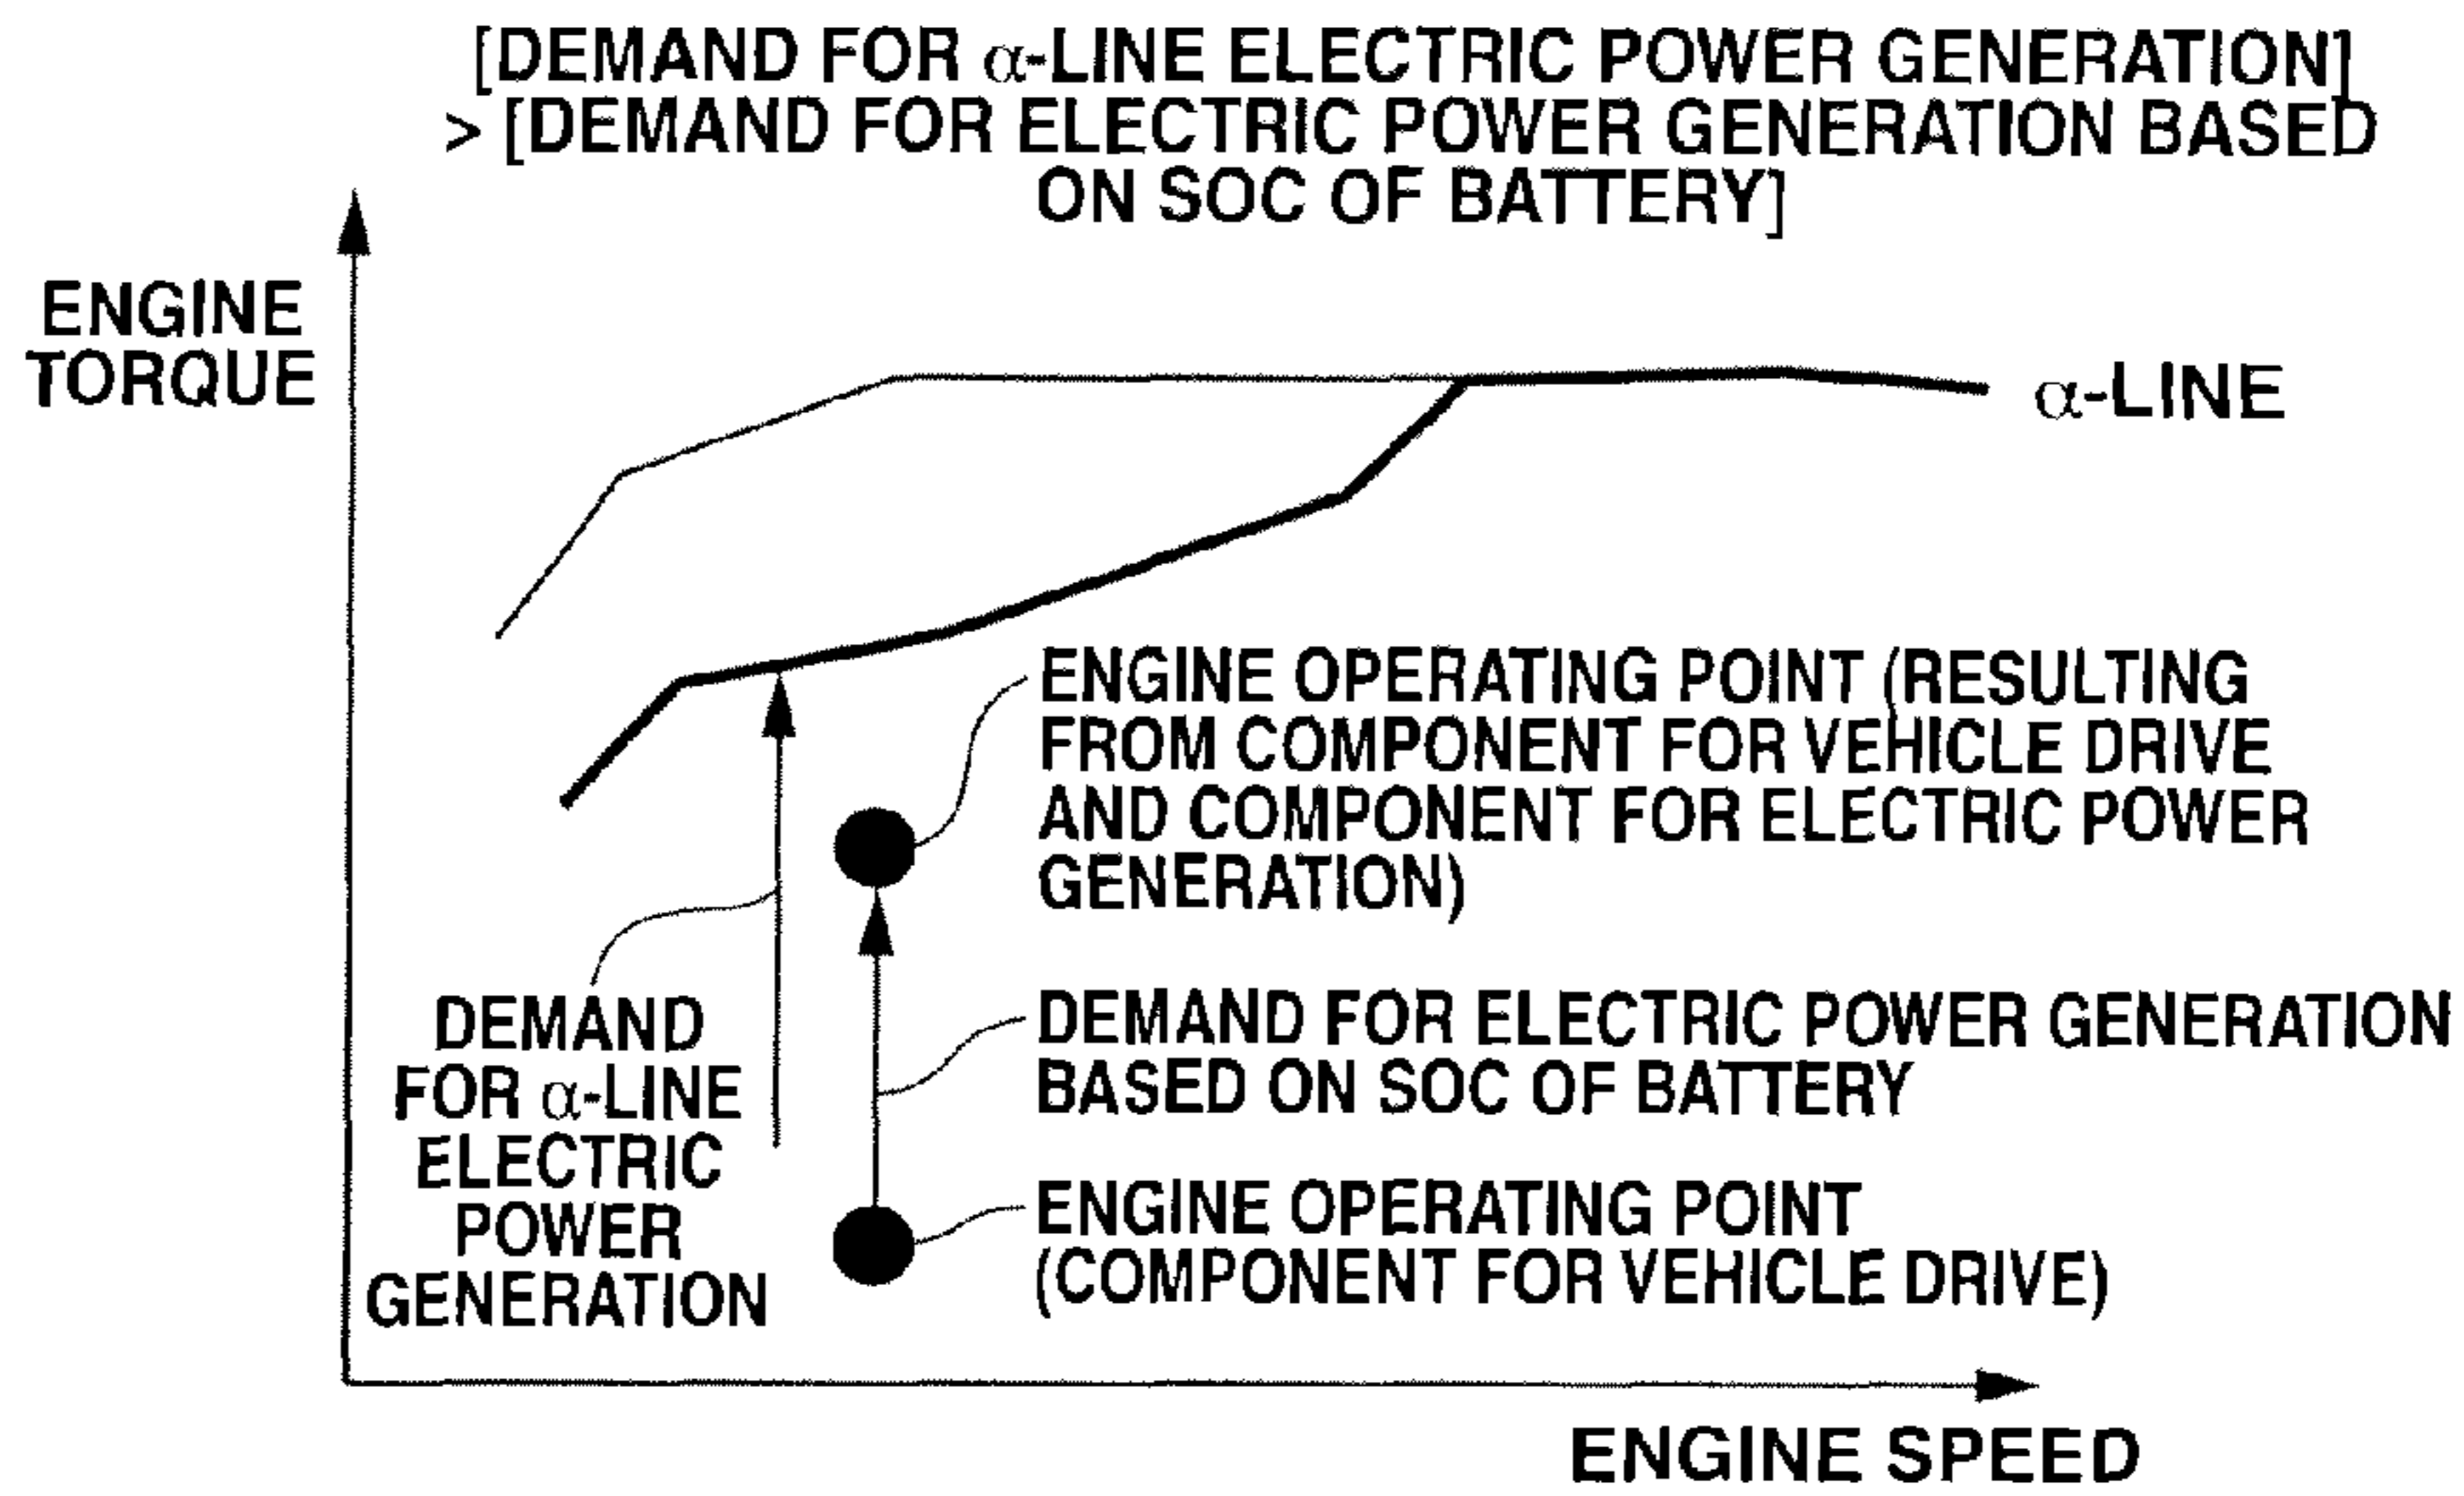 [DEMAND FOR α-LINE ELECTRIC POWER GENERATION]
> [DEMAND FOR ELECTRIC POWER GENERATION BASED
ON SOC OF BATTERY]
ENGINE
TORQUE
α-LINE
ENGINE OPERATING POINT (RESULTING
FROM COMPONENT FOR VEHICLE DRIVE
AND COMPONENT FOR ELECTRIC POWER
GENERATION)
DEMAND
FOR α-LINE
ELECTRIC
POWER
GENERATION
DEMAND FOR ELECTRIC POWER GENERATION
BASED ON SOC OF BATTERY
ENGINE OPERATING POINT
(COMPONENT FOR VEHICLE DRIVE)
ENGINE SPEED